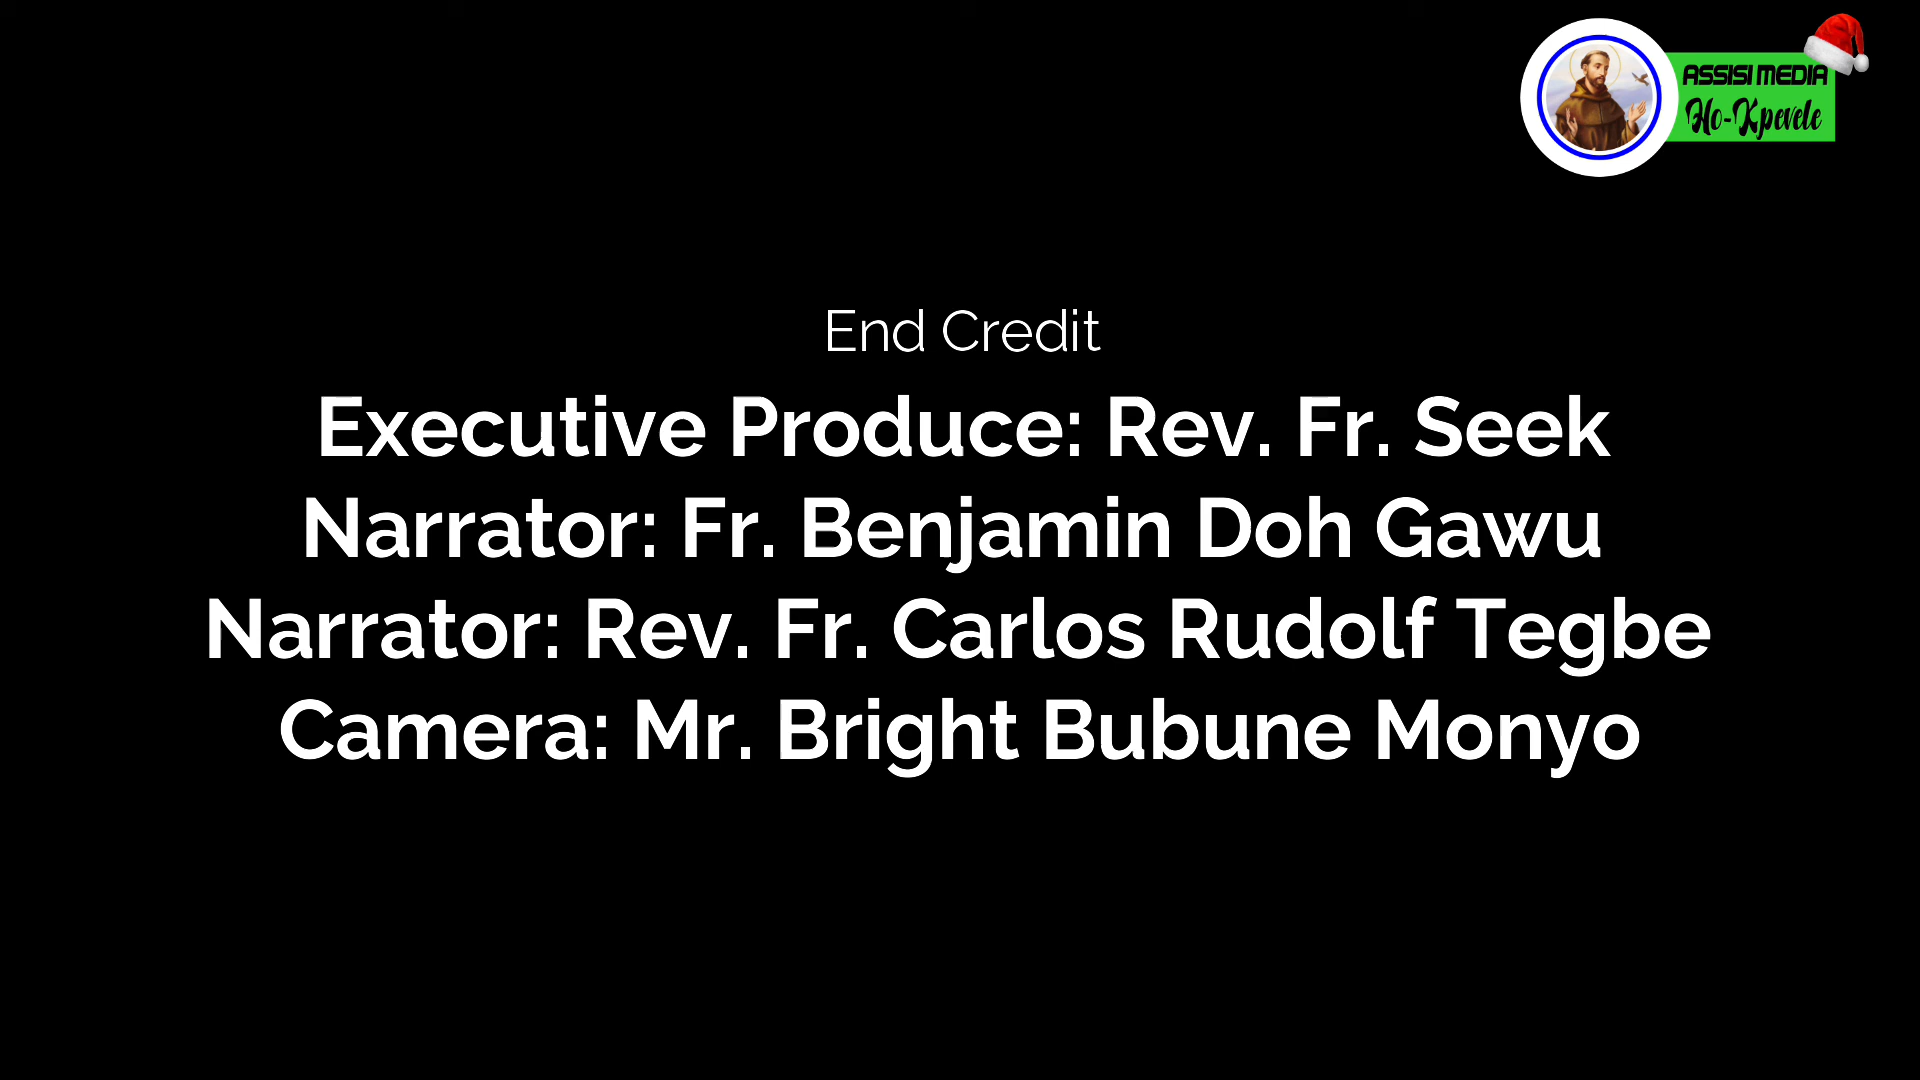 ASSISI MEDIA
Ho-Kpevele
End Credit
Executive Produce: Rev. Fr. Seek
Narrator: Fr. Benjamin Doh Gawu
Narrator: Rev. Fr. Carlos Rudolf Tegbe
Camera: Mr. Bright Bubune Monyo